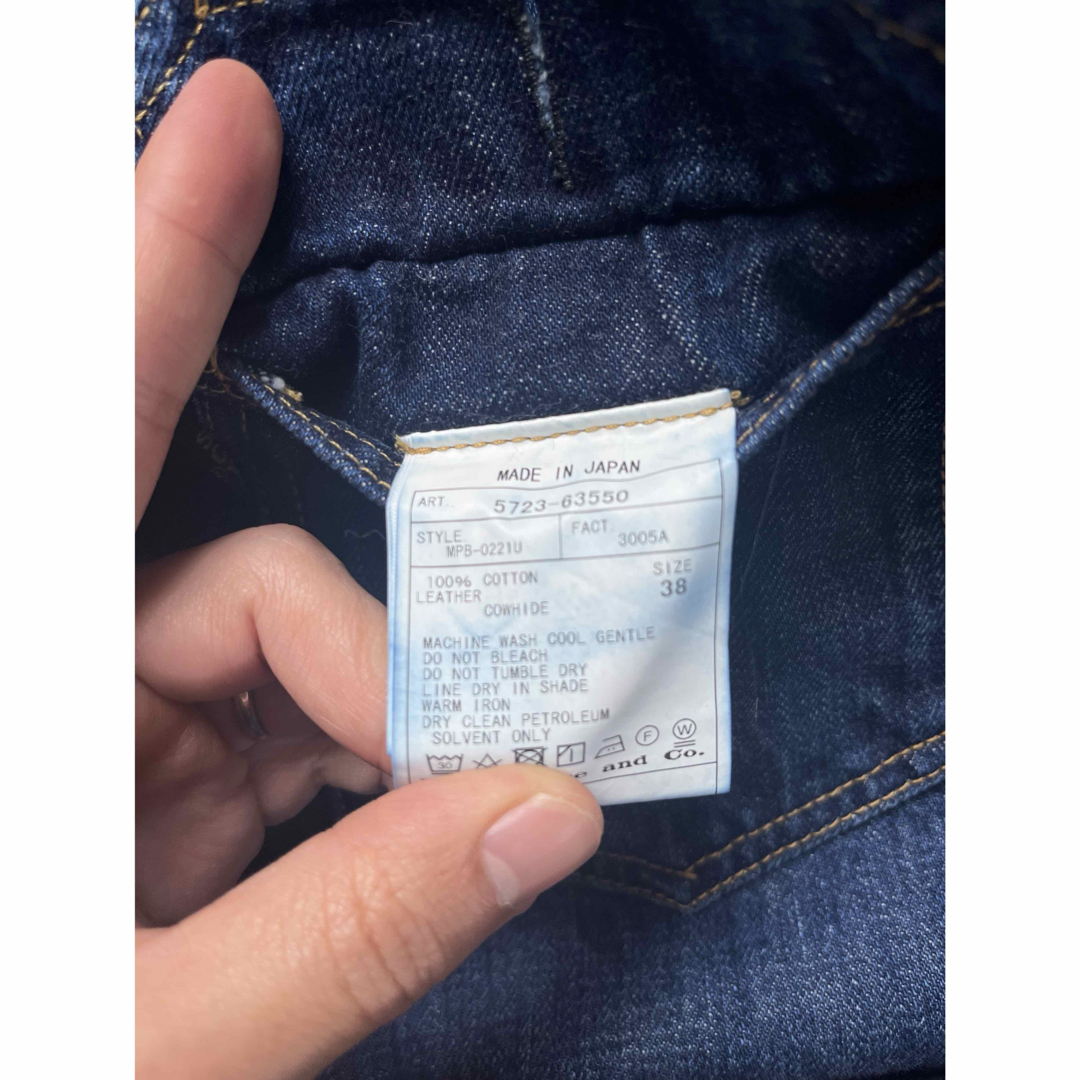 MADE IN JAPAN
ART. 5723-63550
STYLE FACT.
MPB-0221U 3005A
100% COTTON SIZE
LEATHER 38
COWHIDE
MACHINE WASH COOL GENTLE
DO NOT BLEACH
DO NOT TUMBLE DRY
LINE DRY IN SHADE
WARM IRON
DRY CLEAN PETROLEUM
SOLVENT ONLY
30 F W
and Co.